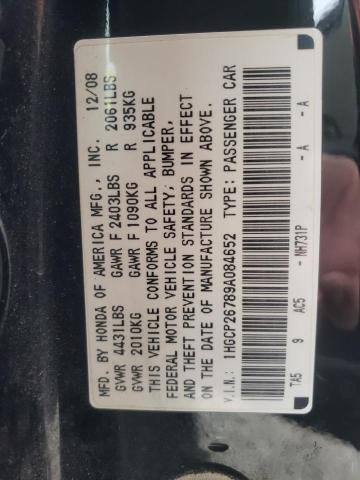 MFD. BY HONDA OF AMERICA MFG., INC. 12/08
GVWR 4431LBS GAWR F 2403LBS R 2061LBS
GVWR 2010KG GAWR F 1090KG R 935KG
THIS VEHICLE CONFORMS TO ALL APPLICABLE
FEDERAL MOTOR VEHICLE SAFETY, BUMPER,
AND THEFT PREVENTION STANDARDS IN EFFECT
ON THE DATE OF MANUFACTURE SHOWN ABOVE.
V.I.N.: 1HGCP26789A084652 TYPE: PASSENGER CAR
TA5 9 AC5 - NH731P - A - A